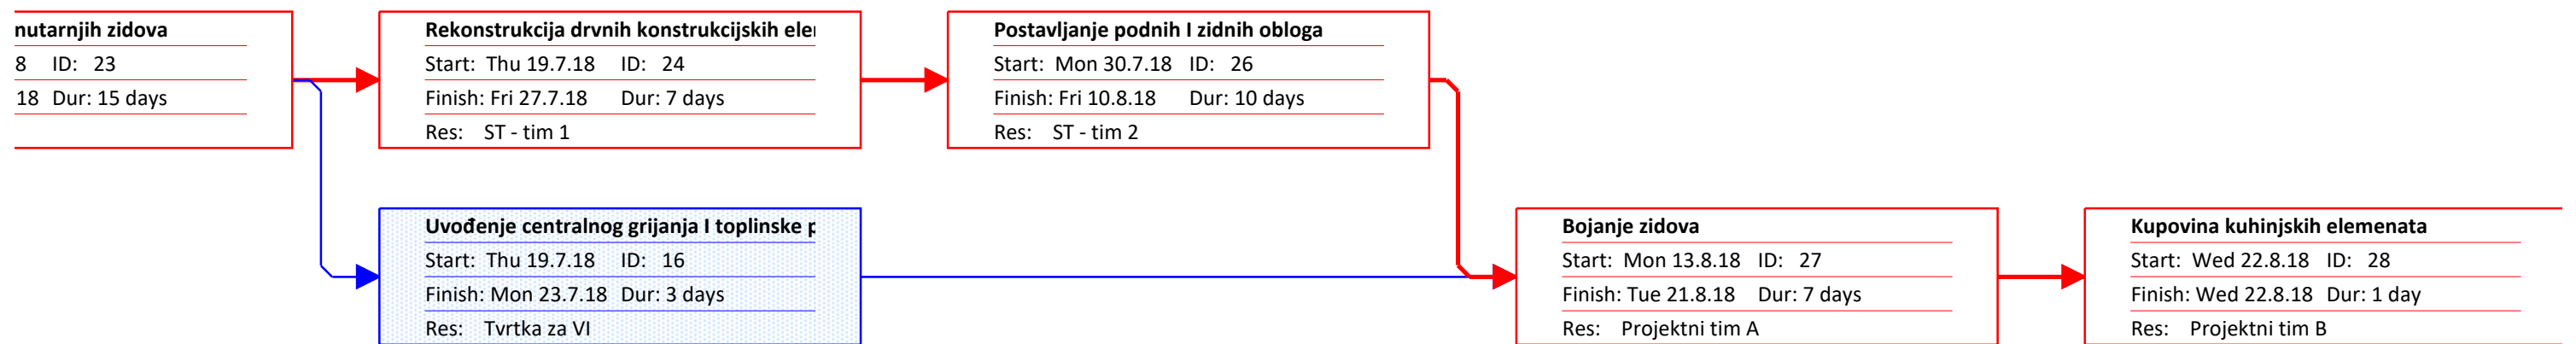 nutarnjih zidova
8 ID: 23
18 Dur: 15 days
Rekonstrukcija drvnih konstrukcijskih
Start: Thu 19.7.18 ID: 24
Finish: Fri 27.7.18 Dur: 7 days
Res: ST - tim 1
Postavljanje podnih I zidnih obloga
Start: Mon 30.7.18 ID: 26
Finish: Fri 10.8.18 Dur: 10 days
Res: ST - tim 2
Uvođenje centralnog grijanja I toplinske
Start: Thu 19.7.18 ID: 16
Finish: Mon 23.7.18 Dur: 3 days
Res: Tvrtka za VI
Bojanje zidova
Start: Mon 13.8.18 ID: 27
Finish: Tue 21.8.18 Dur: 7 days
Res: Projektni tim A
Kupovina kuhinjskih elemenata
Start: Wed 22.8.18 ID: 28
Finish: Wed 22.8.18 Dur: 1 day
Res: Projektni tim B